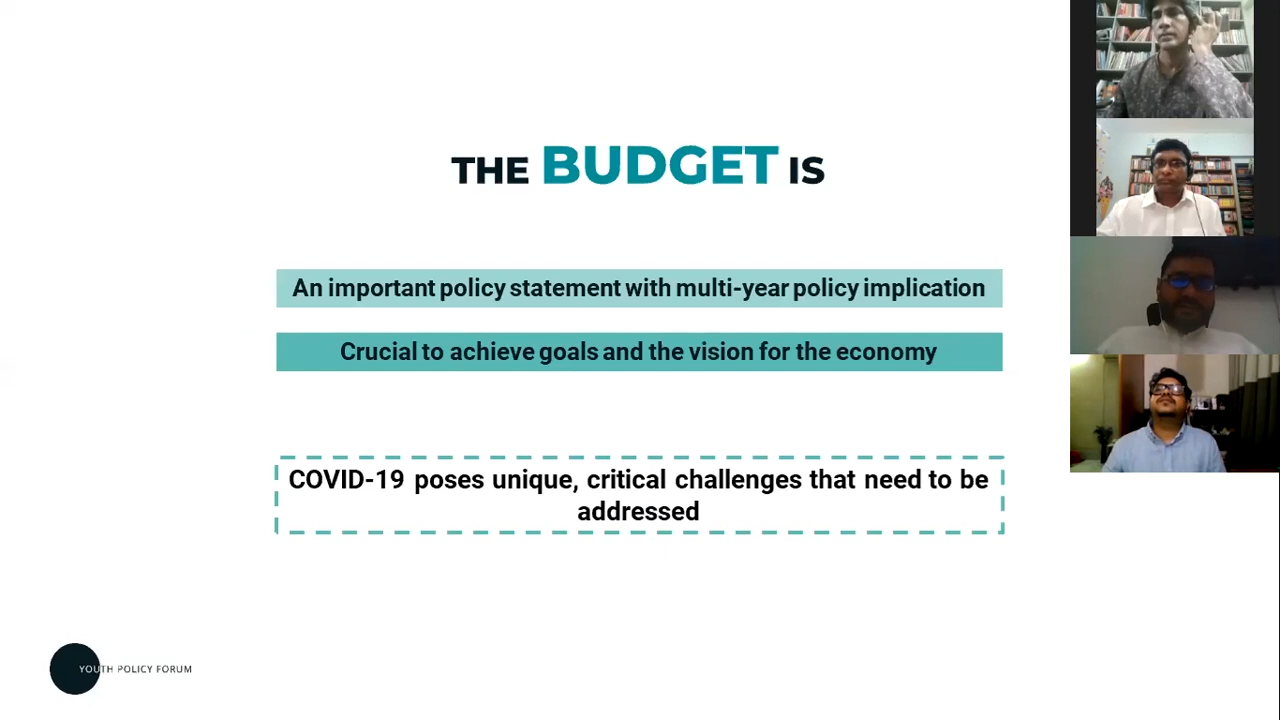 THE BUDGET IS
An important policy statement with multi-year policy implication
Crucial to achieve goals and the vision for the economy
COVID-19 poses unique, critical challenges that need to be
addressed
YOUTH POLICY FORUM